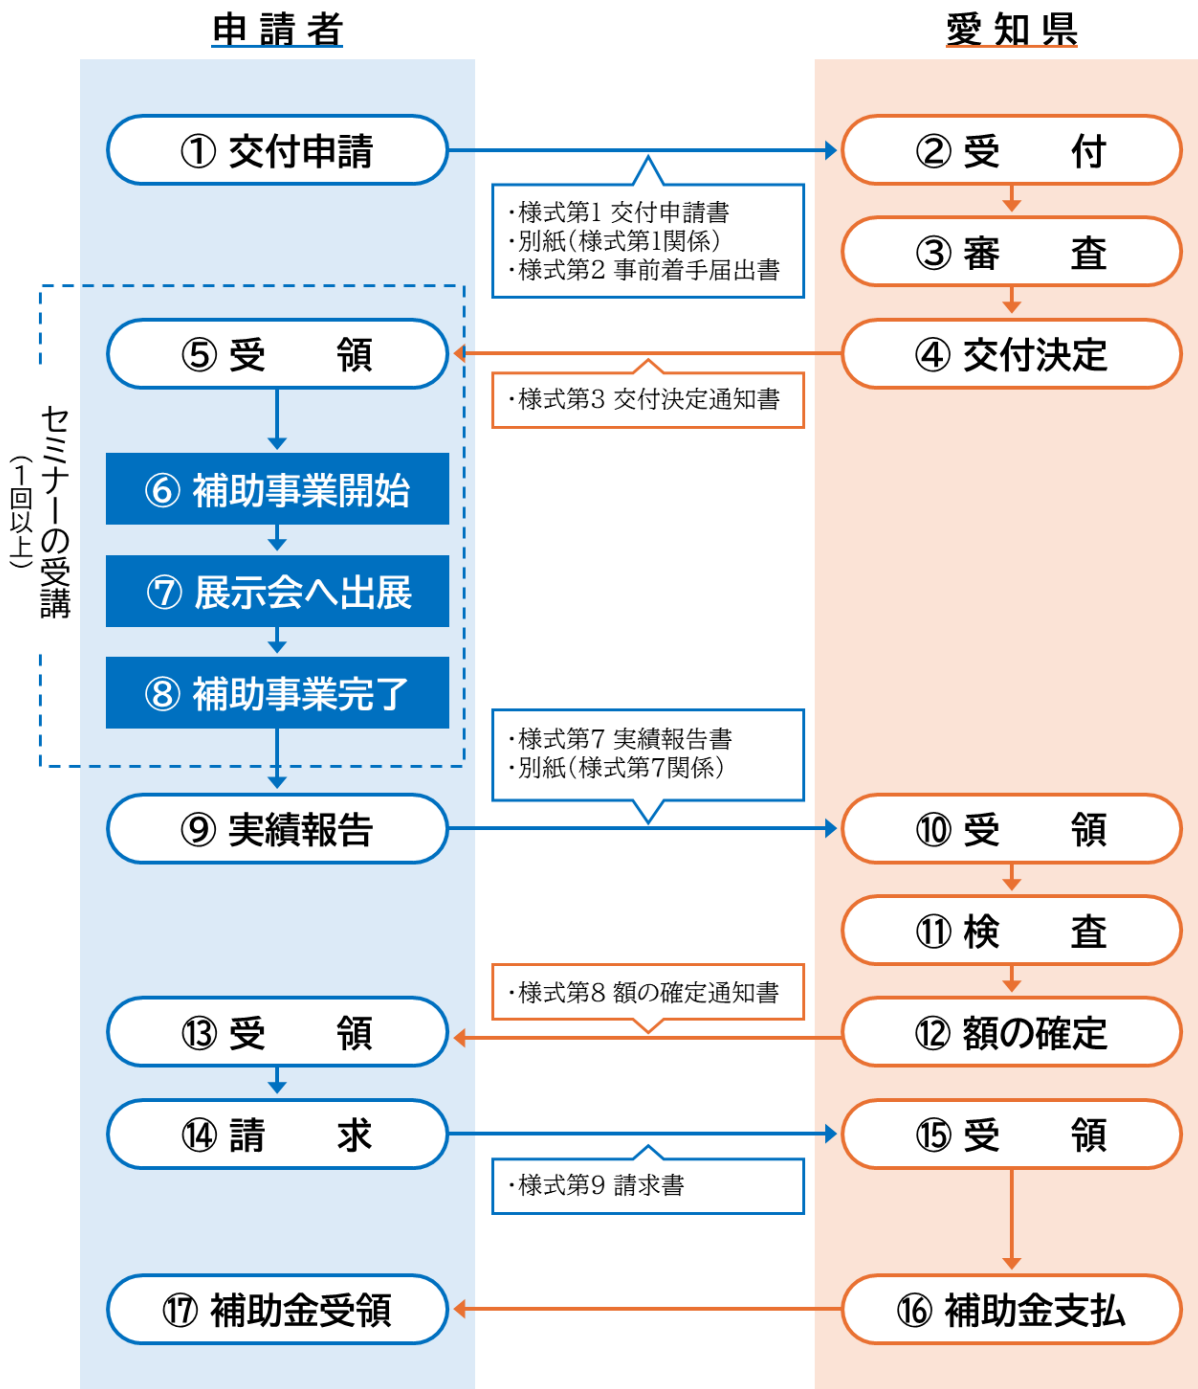 申請者
愛知県
① 交付申請
② 受　付
・様式第1 交付申請書
・別紙（様式第1関係）
・様式第2 事前着手届出書
③ 審　査
④ 交付決定
⑤ 受　領
・様式第3 交付決定通知書
セミナーの受講
（1回以上）
⑥ 補助事業開始
⑦ 展示会へ出展
⑧ 補助事業完了
・様式第7 実績報告書
・別紙（様式第7関係）
⑨ 実績報告
⑩ 受　領
⑪ 検　査
・様式第8 額の確定通知書
⑫ 額の確定
⑬ 受　領
⑭ 請　求
⑮ 受　領
・様式第9 請求書
⑯ 補助金支払
⑰ 補助金受領